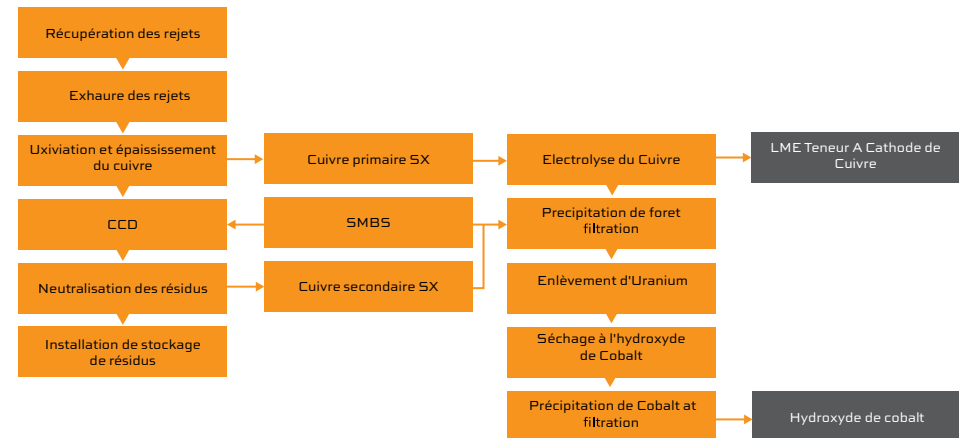 Récupération des rejets
Exhaure des rejets
Uxiviation et épaississement
du cuivre
CCD
Neutralisation des résidus
Installation de stockage
de résidus
Cuivre primaire SX
SMBS
Cuivre secondaire SX
Electrolyse du Cuivre
Precipitation de foret
filtration
Enlèvement d'Uranium
Séchage à l'hydroxyde
de Cobalt
Précipitation de Cobalt at
filtration
LME Teneur A Cathode de
Cuivre
Hydroxyde de cobalt